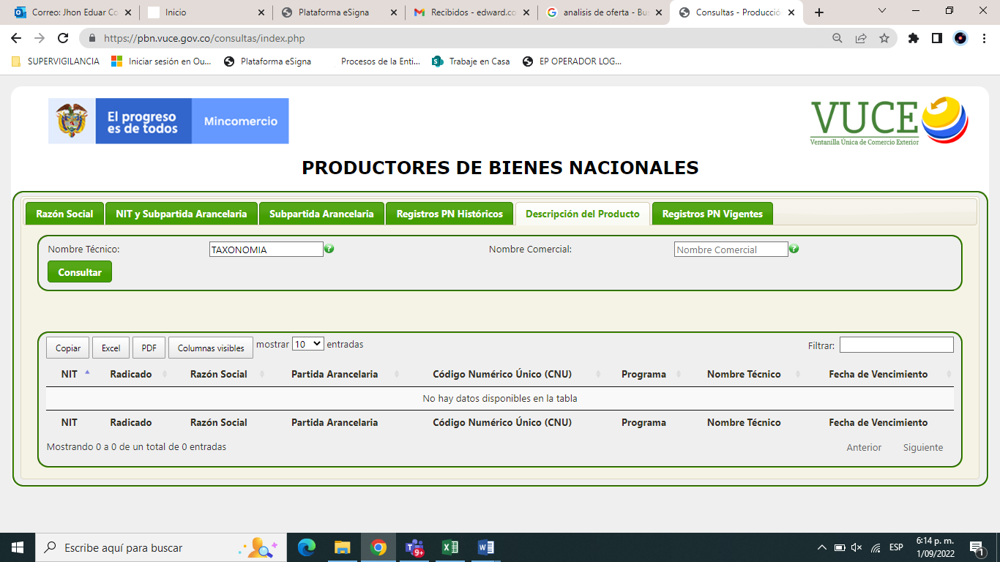 Correo: Jhon Eduar Co
Inicio
Plataforma eSigna
Recibidos - edward.co
analisis de oferta - Bus
Consultas - Producció
https://pbn.vuce.gov.co/consultas/index.php
SUPERVIGILANCIA
Iniciar sesión en Ou...
Plataforma eSigna
Procesos de la Enti...
Trabaje en Casa
EP OPERADOR LOG...
El progreso
es de todos
Mincomercio
VUCE
Ventanilla Única de Comercio Exterior
PRODUCTORES DE BIENES NACIONALES
Razón Social
NIT y Subpartida Arancelaria
Subpartida Arancelaria
Registros PN Históricos
Descripción del Producto
Registros PN Vigentes
Nombre Técnico:
TAXONOMIA
Nombre Comercial:
Nombre Comercial
Consultar
Copiar
Excel
PDF
Columnas visibles
mostrar 10 entradas
Filtrar:
NIT Radicado Razón Social Partida Arancelaria Código Numérico Único (CNU) Programa Nombre Técnico Fecha de Vencimiento
No hay datos disponibles en la tabla
NIT Radicado Razón Social Partida Arancelaria Código Numérico Único (CNU) Programa Nombre Técnico Fecha de Vencimiento
Mostrando 0 a 0 de un total de 0 entradas
Anterior
Siguiente
Escribe aquí para buscar
9+
ESP
6:14 p. m.
1/09/2022
1